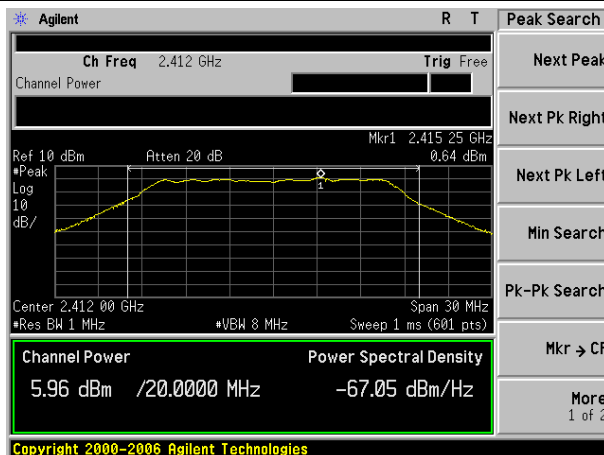 Agilent R T Peak Search
Ch Freq 2.412 GHz Trig Free
Channel Power
Next Peak
Next Pk Right
Next Pk Left
Min Search
Pk-Pk Search
Mkr → CF
More
1 of 2
Mkr1 2.415 25 GHz
Ref 10 dBm Atten 20 dB 0.64 dBm
#Peak
Log
10
dB/
1
Center 2.412 00 GHz Span 30 MHz
#Res BW 1 MHz #VBW 8 MHz Sweep 1 ms (601 pts)
Channel Power Power Spectral Density
5.96 dBm /20.0000 MHz -67.05 dBm/Hz
Copyright 2000-2006 Agilent Technologies